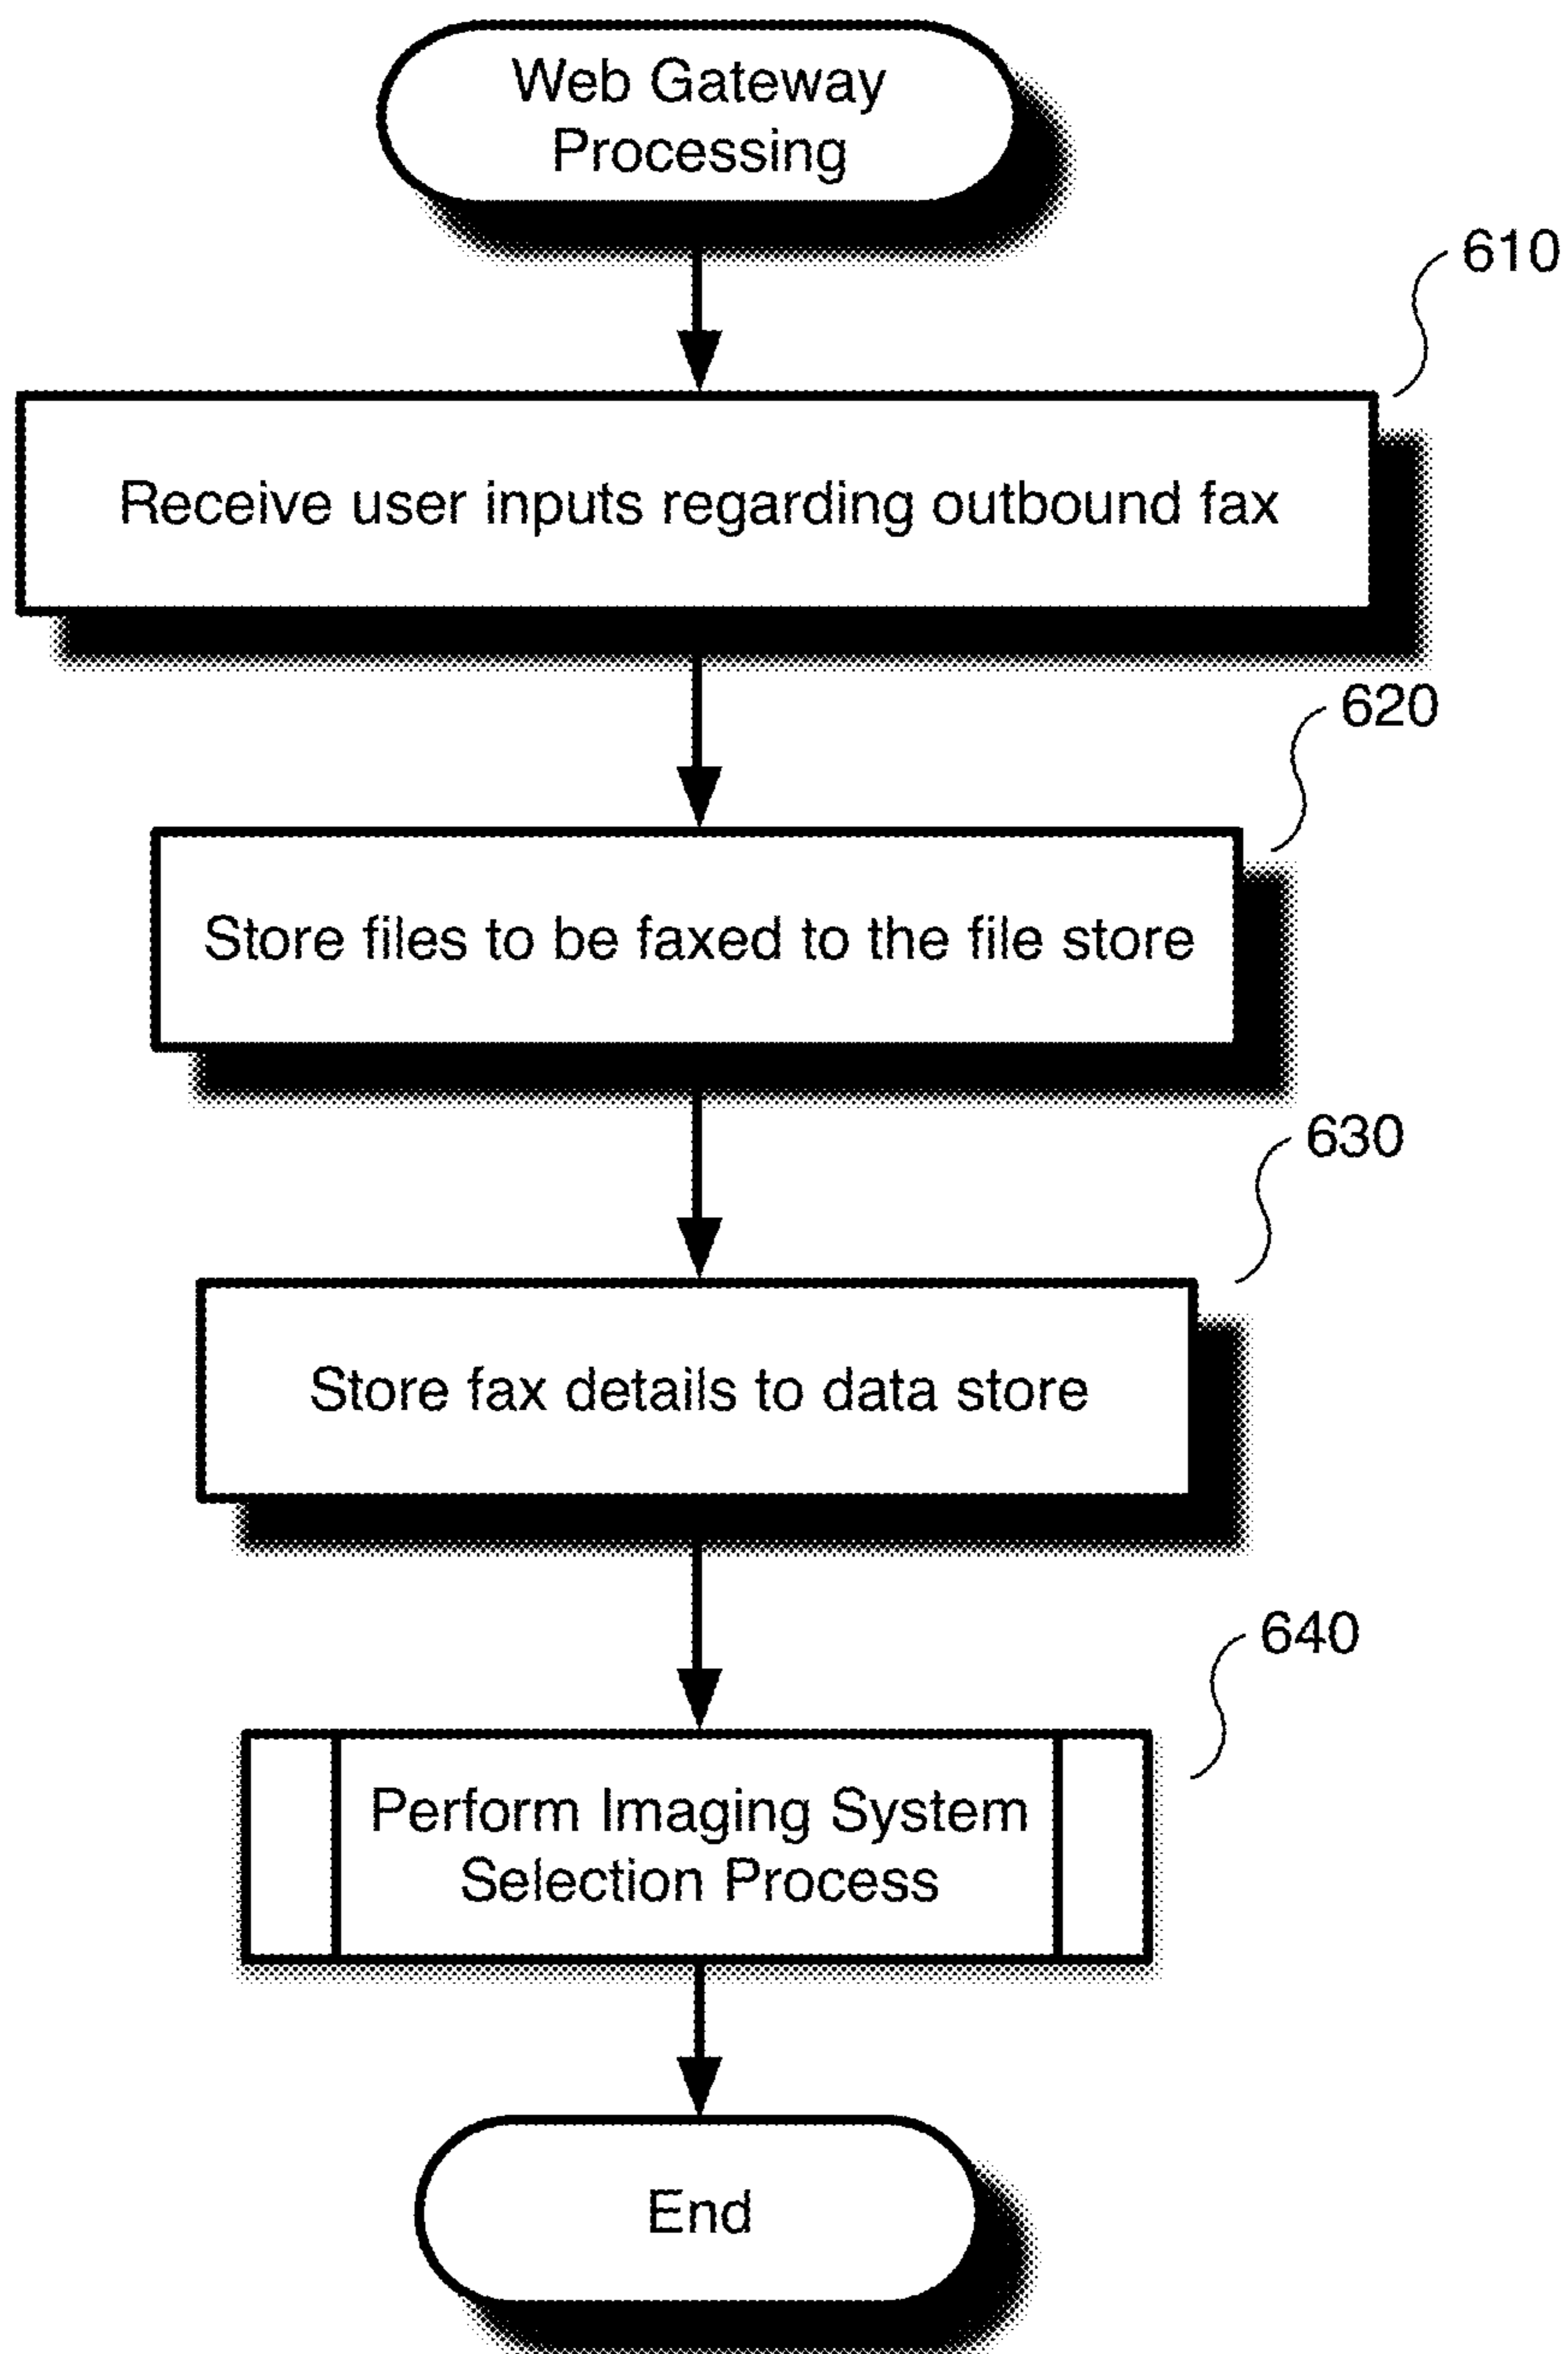 Web Gateway
Processing
610
Receive user inputs regarding outbound fax
620
Store files to be faxed to the file store
630
Store fax details to data store
640
Perform Imaging System
Selection Process
End